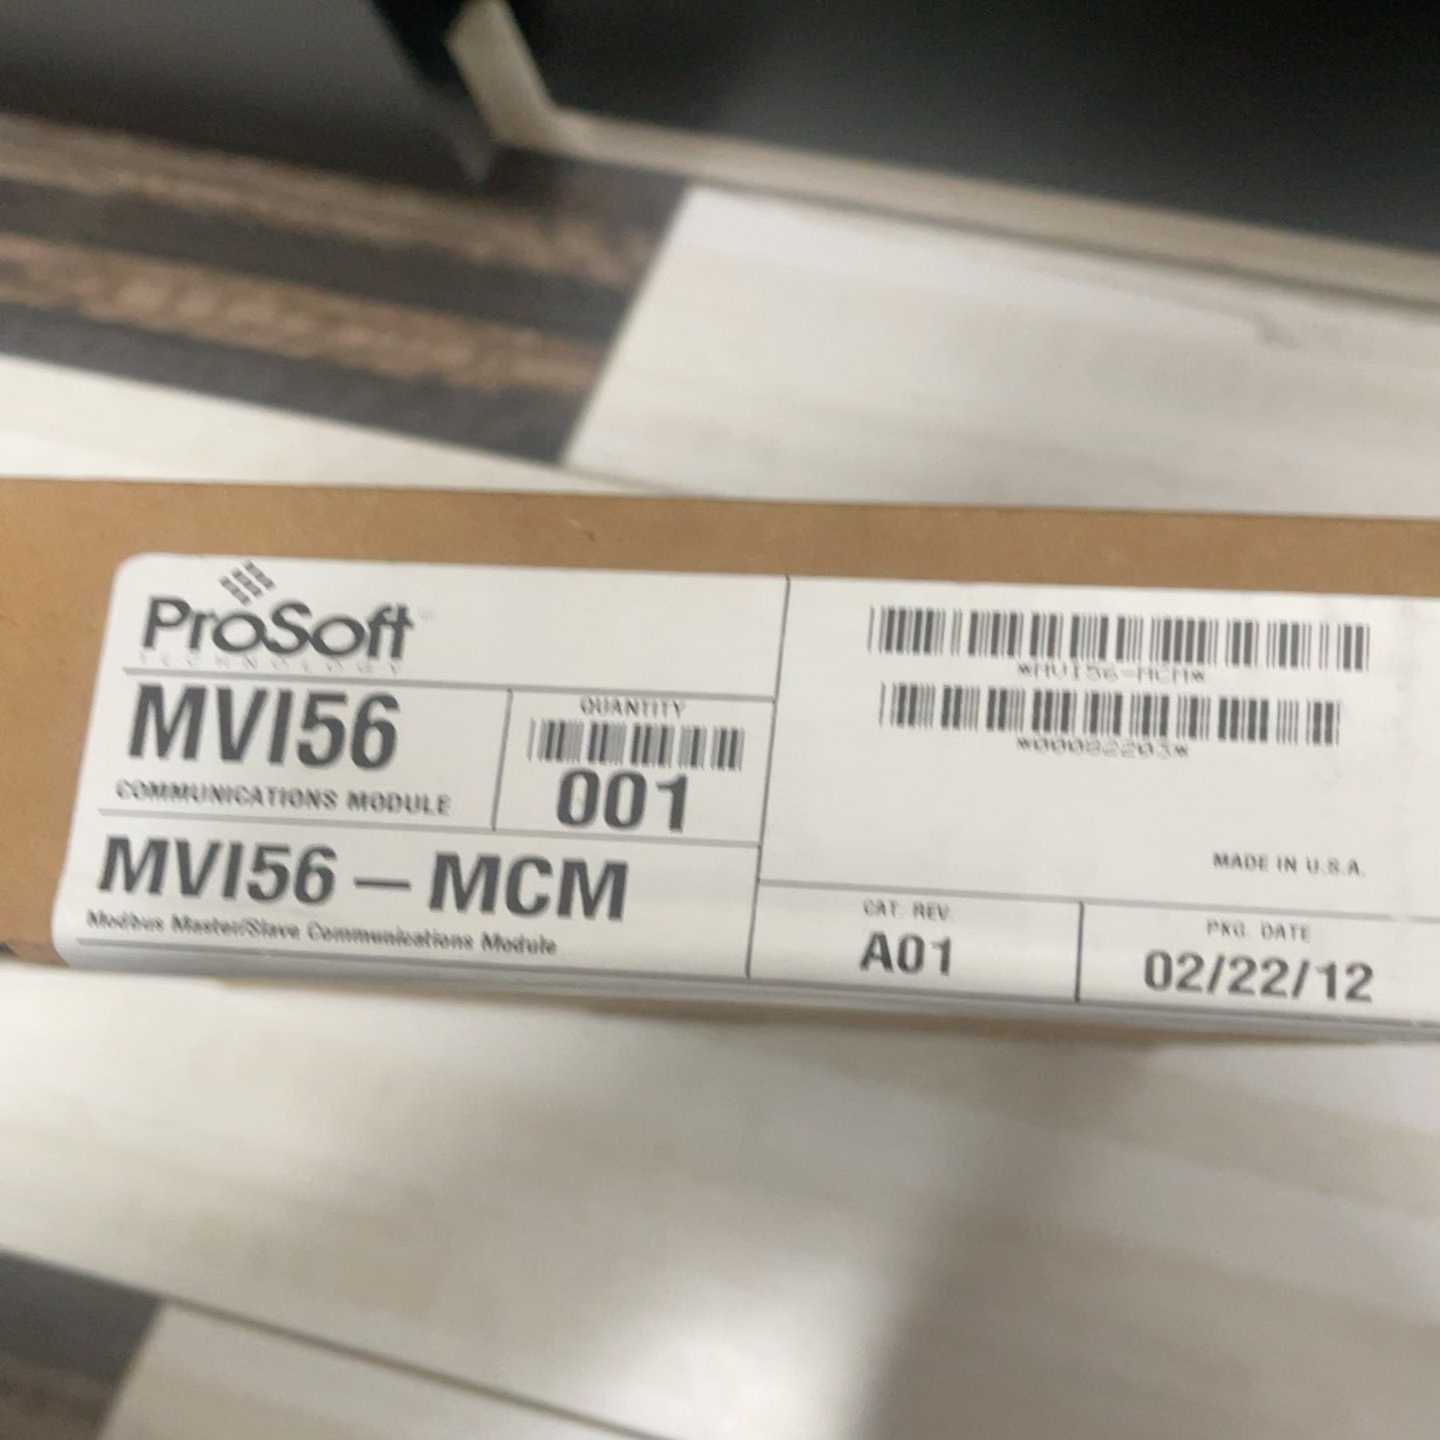 ProSoft
TECHNOLOGY
MVI56
COMMUNICATIONS MODULE
QUANTITY
001
MVI56-MCM
Modbus Master/Slave Communications Module
*MVI56-MCM*
*00082203*
MADE IN U.S.A.
CAT. REV.
A01
PKG. DATE
02/22/12